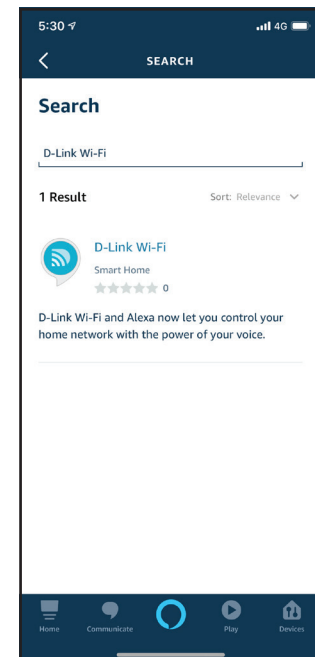 5:30 4G
SEARCH
Search
D-Link Wi-Fi
1 Result Sort: Relevance
D-Link Wi-Fi
Smart Home
0
D-Link Wi-Fi and Alexa now let you control your
home network with the power of your voice.
Home Communicate Play Devices